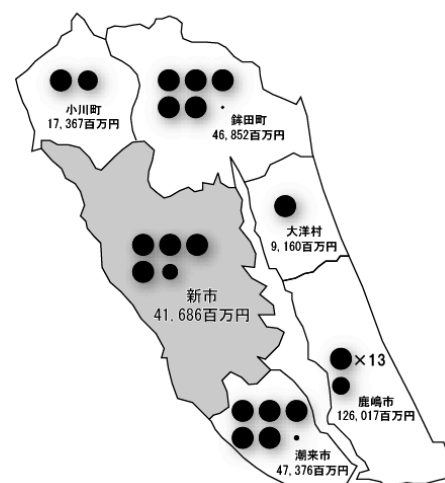 小川町
17,367百万円
鉾田町
46,852百万円
大洋村
9,160百万円
新市
41,686百万円
×13
鹿嶋市
126,017百万円
潮来市
47,376百万円